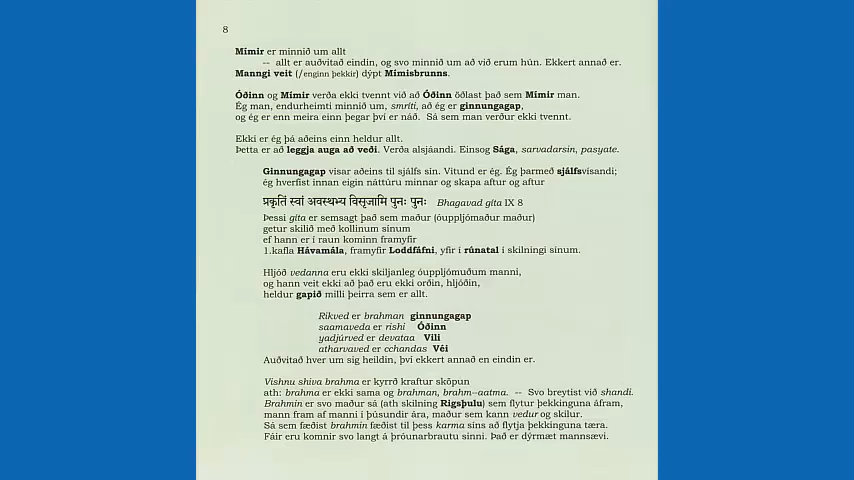 8
Mímir er minnið um allt
-- allt er auðvitað eindin, og svo minnið um að við erum hún. Ekkert annað er.
Manngi veit (/enginn þekkir) dýpt Mímisbrunns.
Óðinn og Mímir verða ekki tvennt við að Óðinn öðlast það sem Mímir man.
Ég man, endurheimti minnið um, smríti, að ég er ginnungagap,
og ég er enn meira einn þegar því er náð. Sá sem man verður ekki tvennt.
Ekki er ég þá aðeins einn heldur allt.
Þetta er að leggja auga að veði. Verða alsjáandi. Einsog Sága, sarvadarsin, pasyate.
Ginnungagap vísar aðeins til sjálfs sín. Vitund er ég. Ég þarmeð sjálfsvísandi;
ég hverfist innan eigin náttúru minnar og skapa aftur og aftur
प्रकृतिं स्वां अवस्थभ्य विसृजामि पुनः पुनः Bhagavad gita IX 8
Þessi gita er semsagt það sem maður (óuppljómaður maður)
getur skilið með kollinum sínum
ef hann er í raun kominn framyfir
1.kafla Hávamála, framyfir Loddfáfni, yfir í rúnatal í skilningi sínum.
Hljóð vedanna eru ekki skiljanleg óuppljómuðum manni,
og hann veit ekki að það eru ekki orðin, hljóðin,
heldur gapið milli þeirra sem er allt.
Rikved er brahman ginnungagap
saamaveda er rishi Óðinn
yadjúrved er devataa Vili
atharvaved er cchandas Véi
Auðvitað hver um sig heildin, því ekkert annað en eindin er.
Vishnu shiva brahma er kyrrð kraftur sköpun
ath: brahma er ekki sama og brahman, brahm--aatma. -- Svo breytist við shandi.
Brahmin er svo maður sá (ath skilning Rígsþulu) sem flytur þekkinguna áfram,
mann fram af manni í þúsundir ára, maður sem kann vedur og skilur.
Sá sem fæðist brahmin fæðist til þess karma síns að flytja þekkinguna tæra.
Fáir eru komnir svo langt á þróunarbrautu sinni. Það er dýrmæt mannsævi.